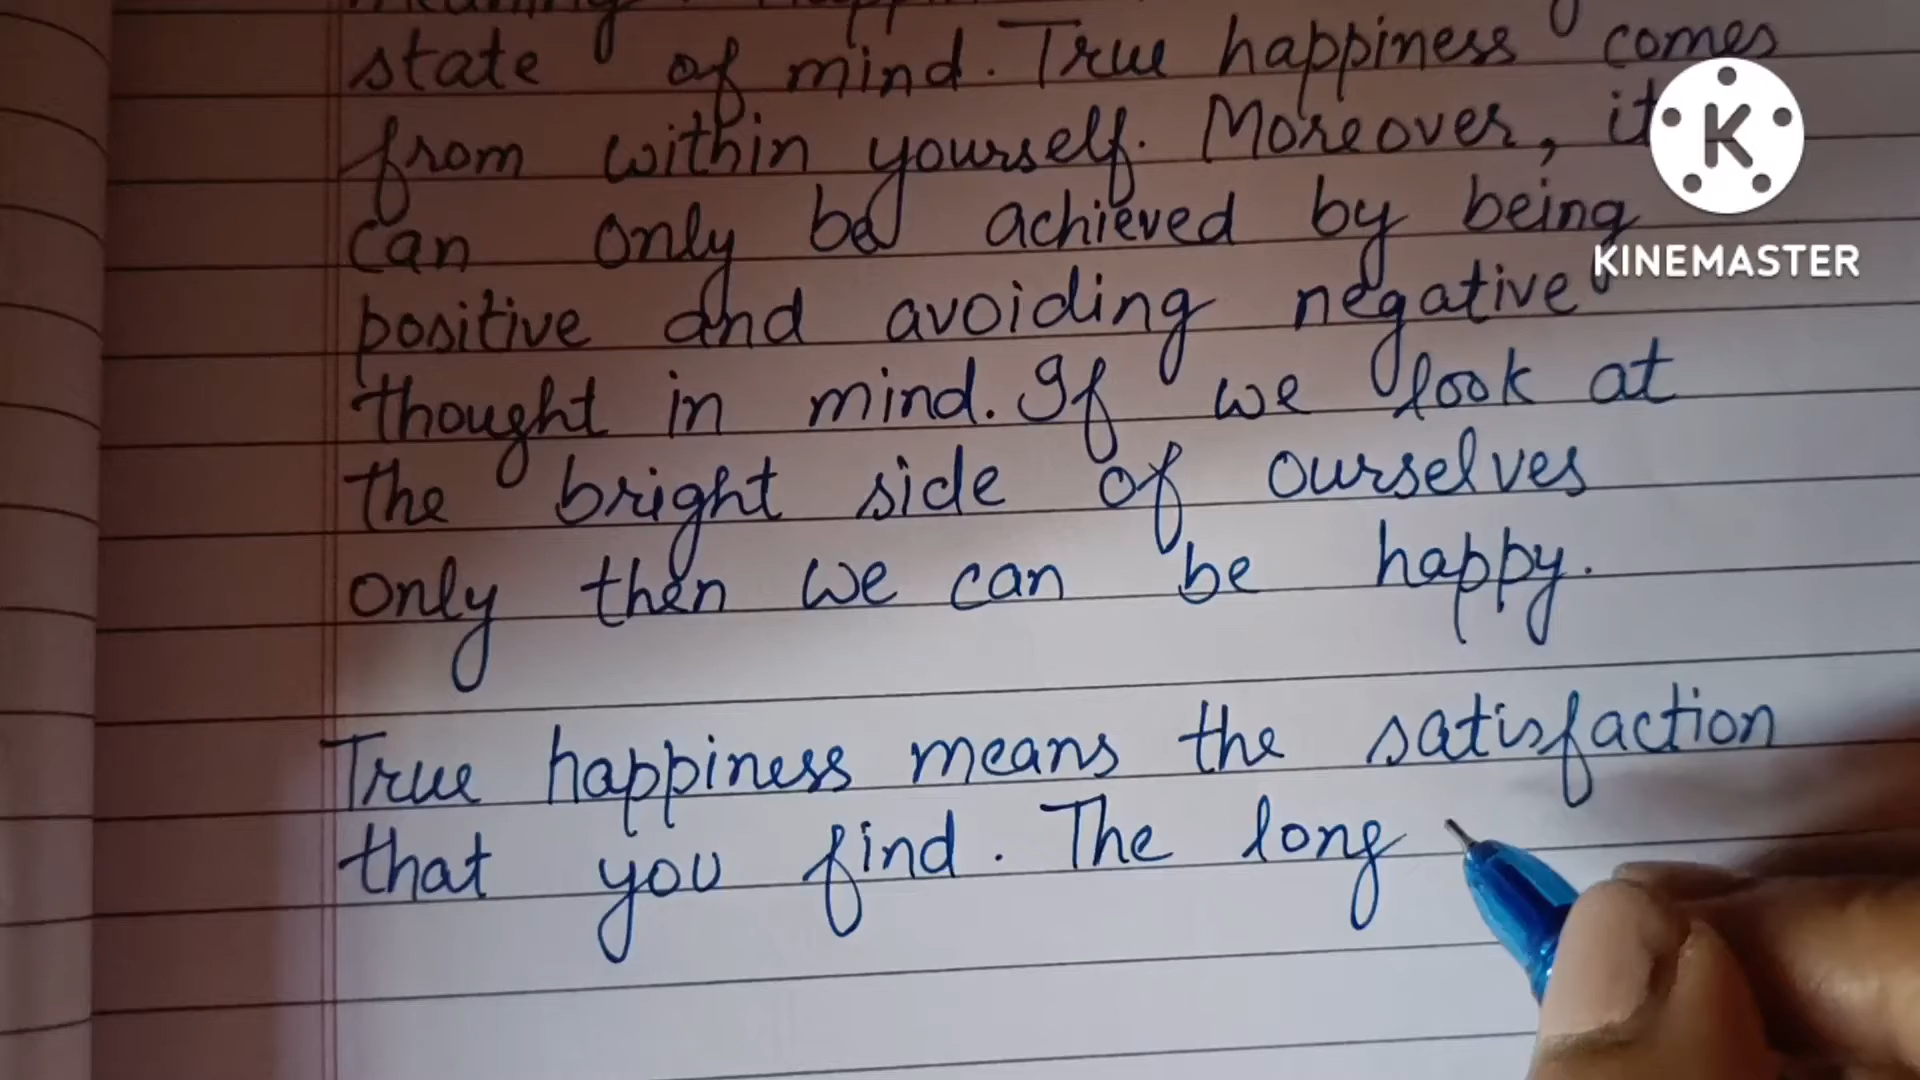 meaning. Happin
state of mind. True happiness comes
from within yourself. Moreover, it
can only be achieved by being
positive and avoiding negative
thought in mind. If we look at
the bright side of ourselves
only then we can be happy.
True happiness means the satisfaction
that you find. The long
K
KINEMASTER